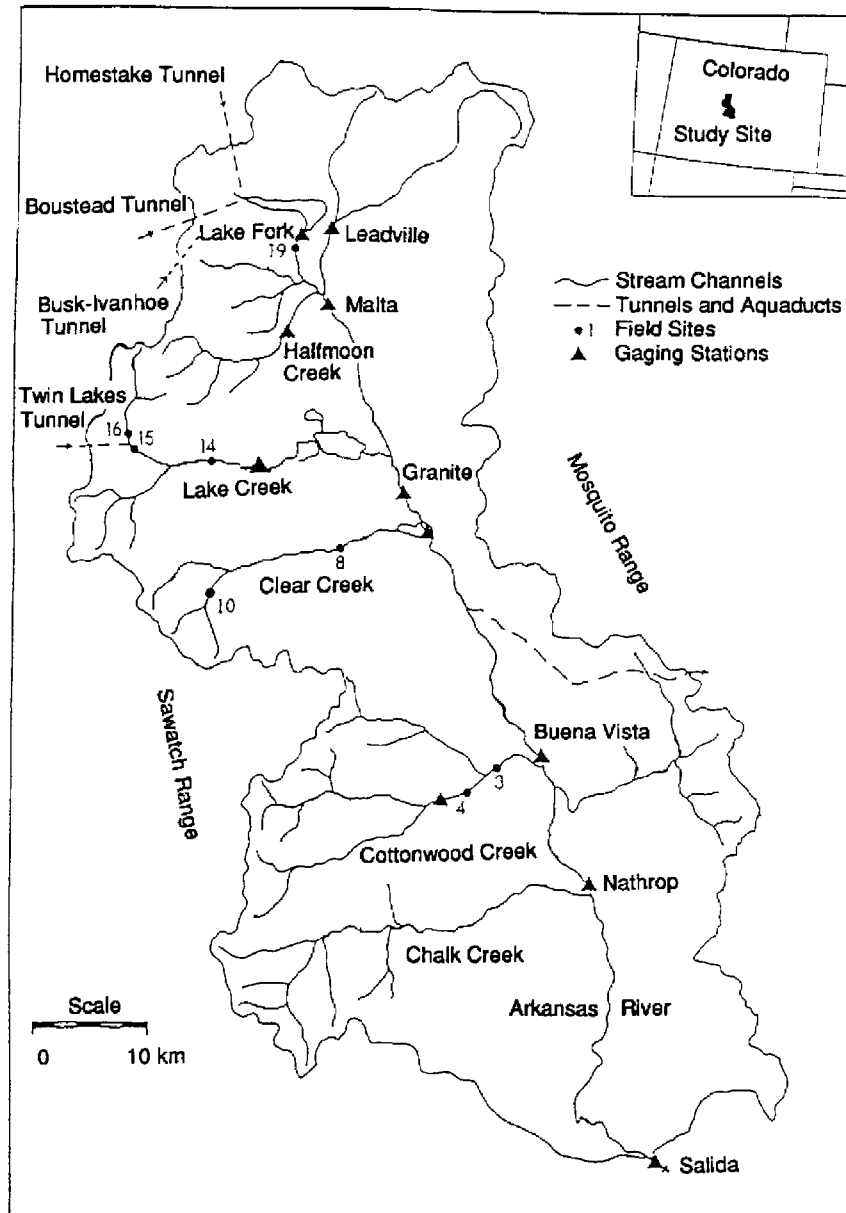 Homestake Tunnel
Colorado
Study Site
Boustead Tunnel
Lake Fork
Leadville
19
Busk-Ivanhoe
Tunnel
Malta
Halfmoon
Creek
Stream Channels
Tunnels and Aquaducts
1 Field Sites
Gaging Stations
Twin Lakes
Tunnel
16
15
14
Lake Creek
Granite
Mosquito Range
8
Clear Creek
10
Sawatch Range
Buena Vista
3
4
Cottonwood Creek
Nathrop
Chalk Creek
Scale
0 10 km
Arkansas River
Salida